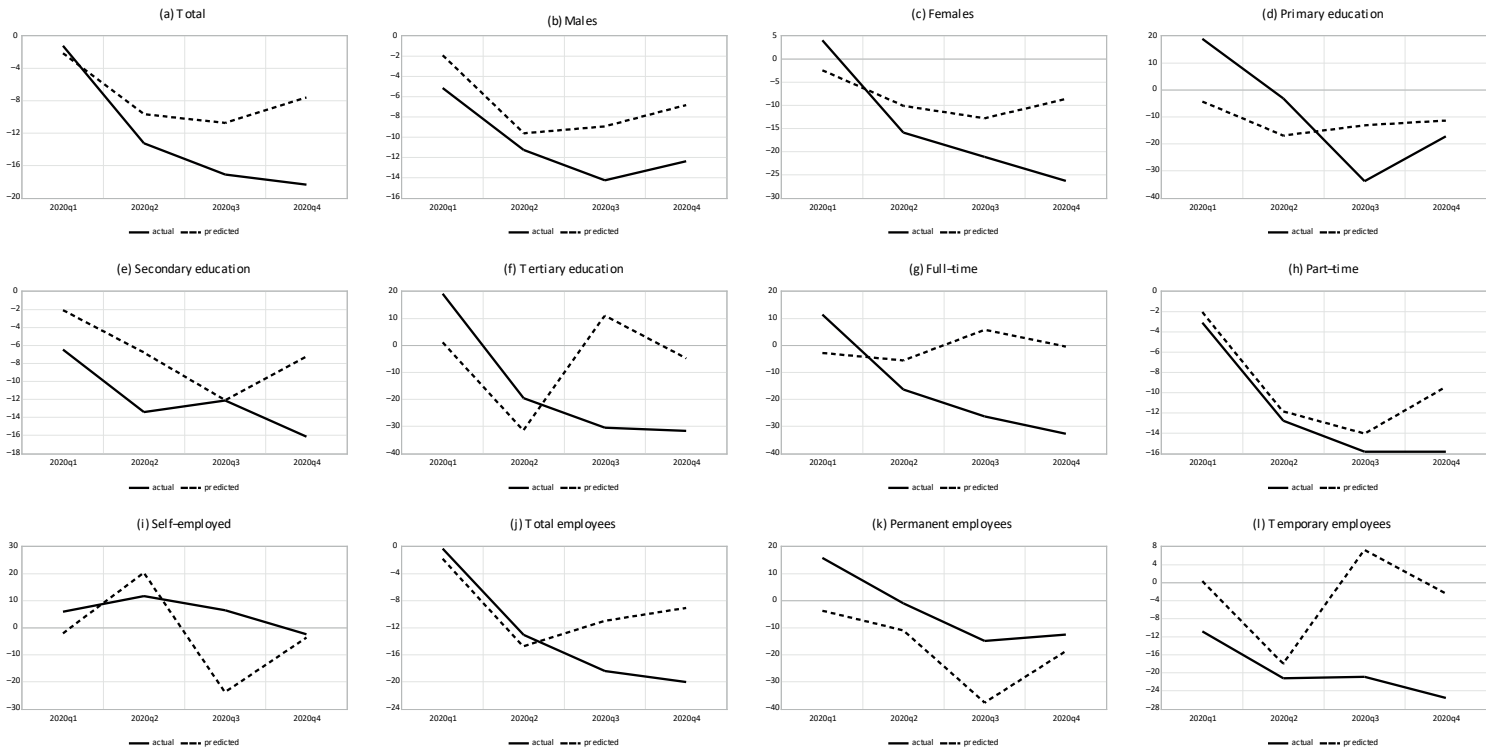 (a) Total
0
−4
−8
−12
−16
−20
2020q1 2020q2 2020q3 2020q4
actual predicted
(b) Males
0
−2
−4
−6
−8
−10
−12
−14
−16
2020q1 2020q2 2020q3 2020q4
actual predicted
(c) Females
5
0
−5
−10
−15
−20
−25
−30
2020q1 2020q2 2020q3 2020q4
actual predicted
(d) Primary education
20
10
0
−10
−20
−30
−40
2020q1 2020q2 2020q3 2020q4
actual predicted
(e) Secondary education
0
−2
−4
−6
−8
−10
−12
−14
−16
−18
2020q1 2020q2 2020q3 2020q4
actual predicted
(f) Tertiary education
20
10
0
−10
−20
−30
−40
2020q1 2020q2 2020q3 2020q4
actual predicted
(g) Full−time
20
10
0
−10
−20
−30
−40
2020q1 2020q2 2020q3 2020q4
actual predicted
(h) Part−time
0
−2
−4
−6
−8
−10
−12
−14
−16
2020q1 2020q2 2020q3 2020q4
actual predicted
(i) Self−employed
30
20
10
0
−10
−20
−30
2020q1 2020q2 2020q3 2020q4
actual predicted
(j) Total employees
0
−4
−8
−12
−16
−20
−24
2020q1 2020q2 2020q3 2020q4
actual predicted
(k) Permanent employees
20
10
0
−10
−20
−30
−40
2020q1 2020q2 2020q3 2020q4
actual predicted
(l) Temporary employees
8
4
0
−4
−8
−12
−16
−20
−24
−28
2020q1 2020q2 2020q3 2020q4
actual predicted